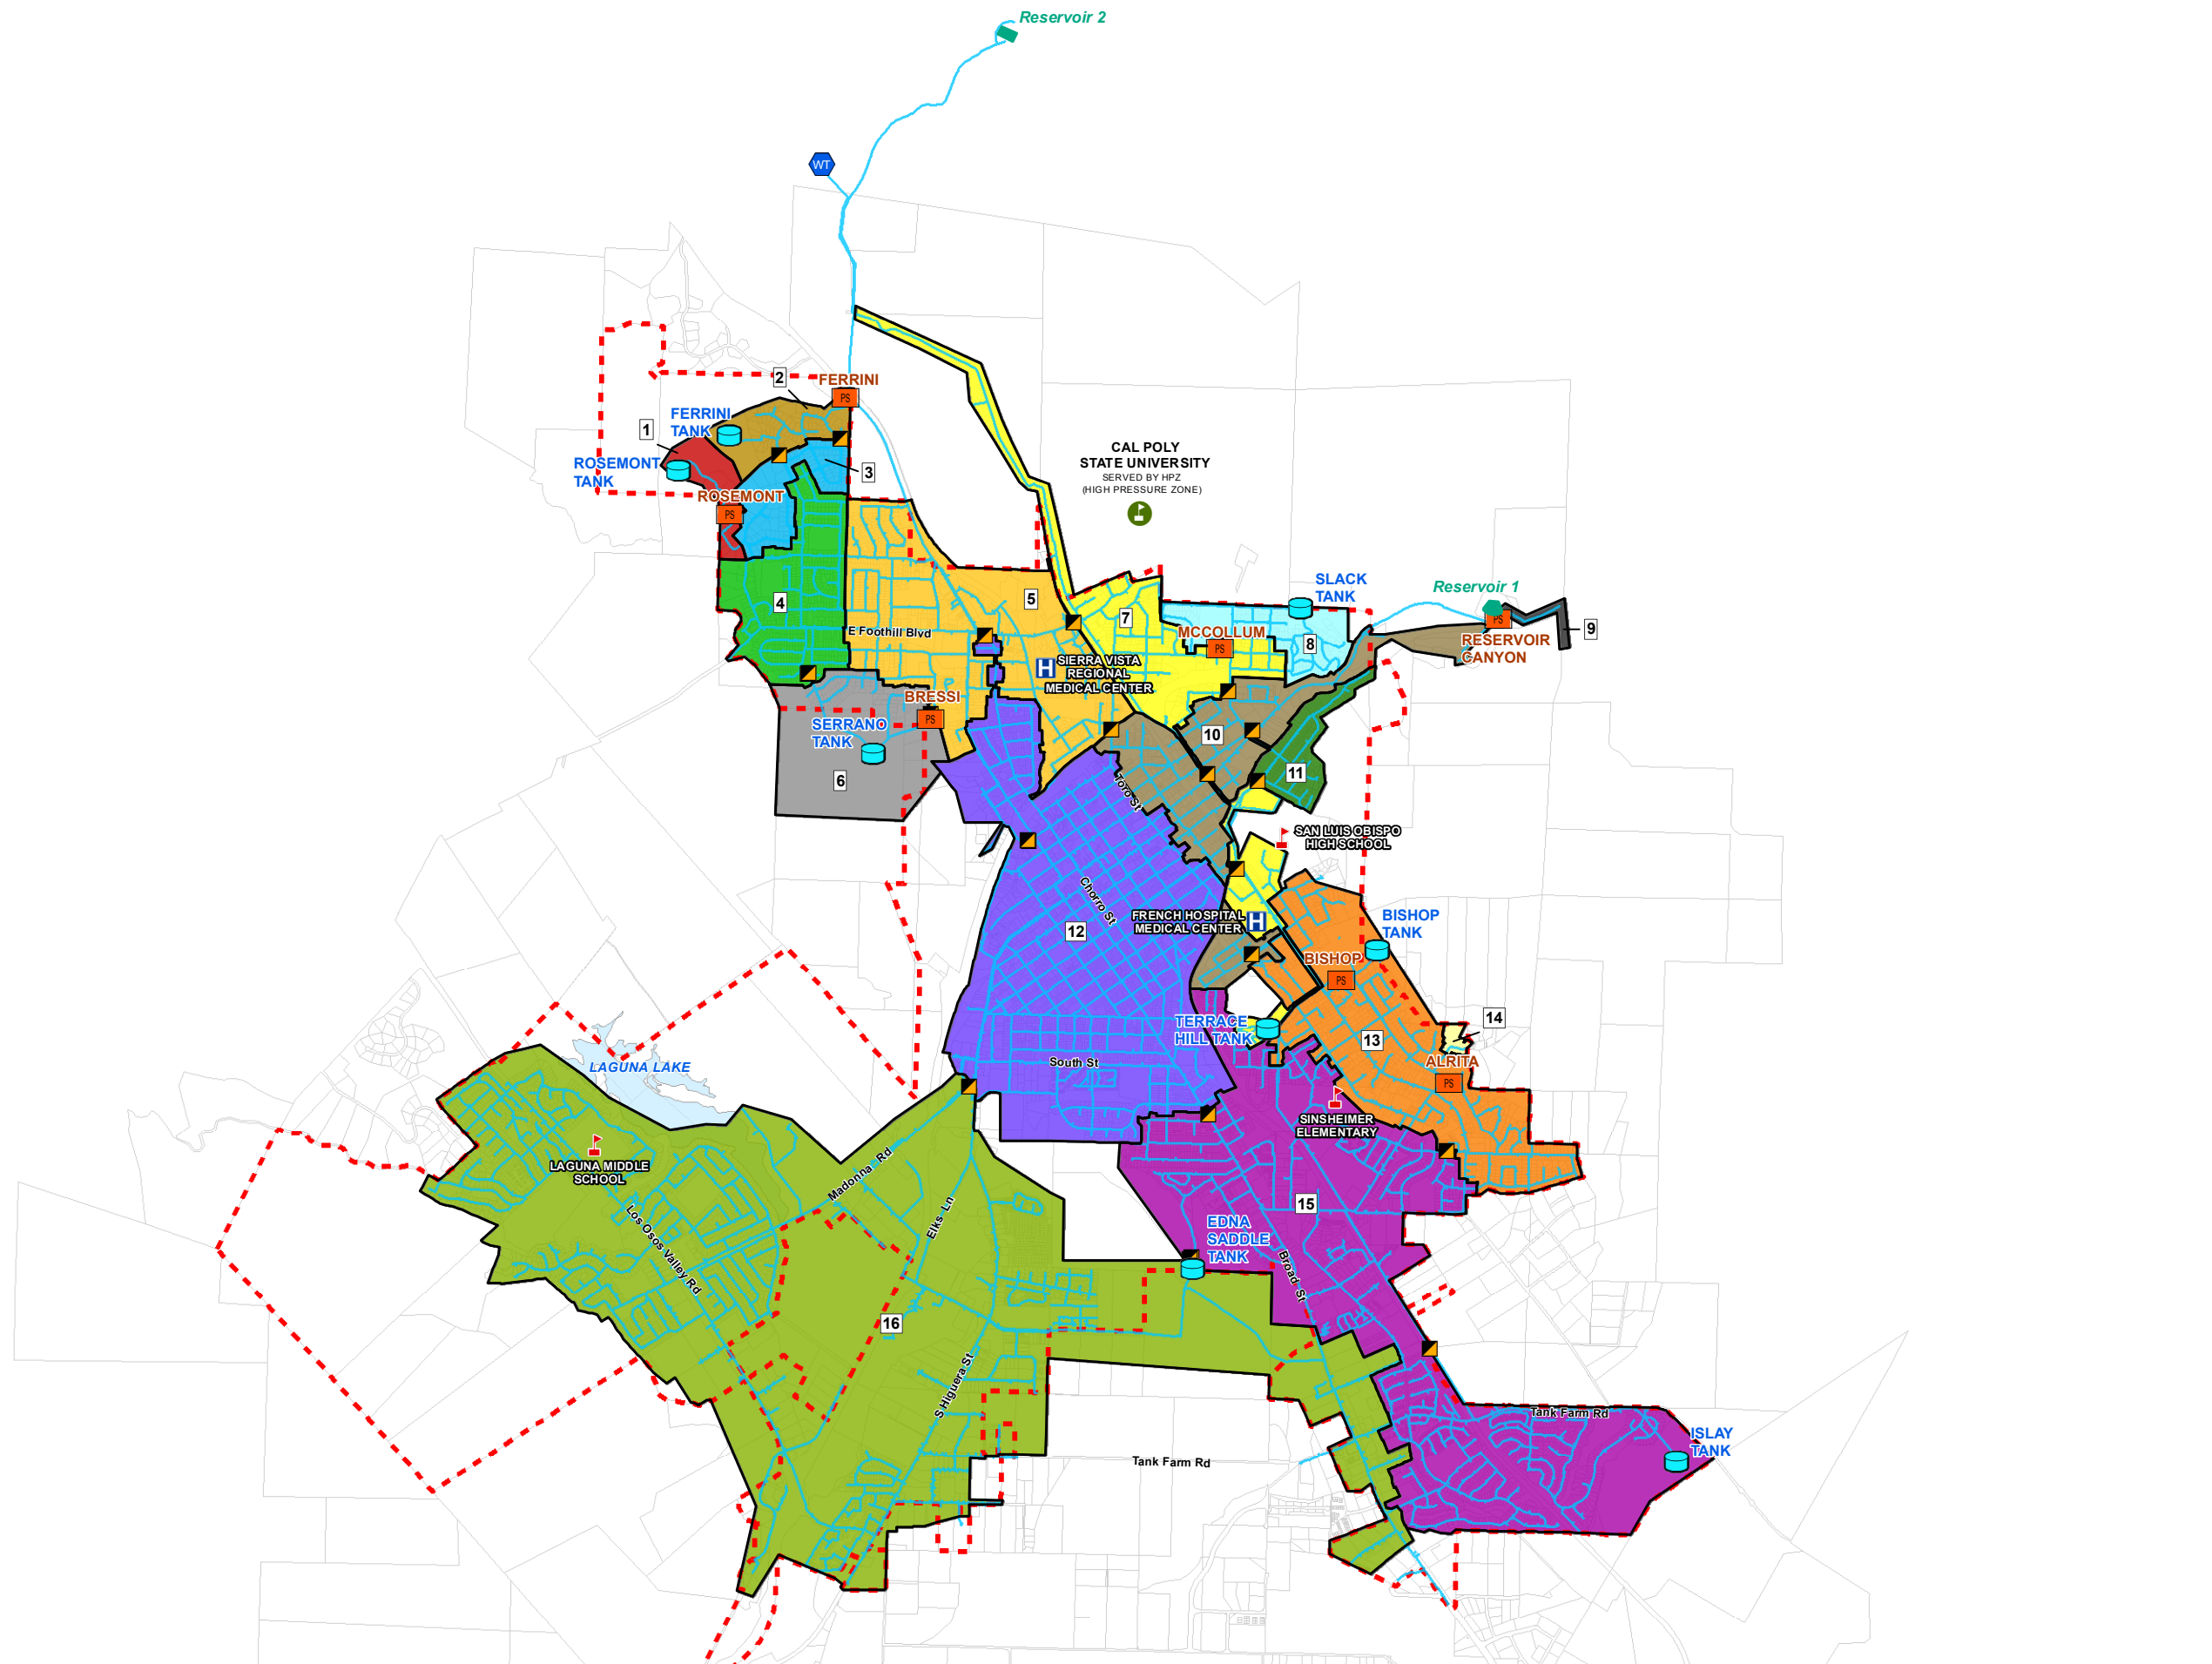 Reservoir 2
WT
2
FERRINI
PS
FERRINI
TANK
1
ROSEMONT
TANK
3
ROSEMONT
PS
CAL POLY
STATE UNIVERSITY
SERVED BY HPZ
(HIGH PRESSURE ZONE)
SLACK
TANK
Reservoir 1
PS
9
RESERVOIR
CANYON
4
5
7
E Foothill Blvd
MCCOLLUM
PS
8
H
SIERRA VISTA
REGIONAL
MEDICAL CENTER
BRESSI
PS
SERRANO
TANK
6
10
11
Toro St
SAN LUIS OBISPO
HIGH SCHOOL
Chorro St
12
FRENCH HOSPITAL
MEDICAL CENTER
H
BISHOP
TANK
BISHOP
PS
14
TERRACE
HILL TANK
13
ALRITA
PS
South St
LAGUNA LAKE
SINSHEIMER
ELEMENTARY
LAGUNA MIDDLE
SCHOOL
Madonna Rd
Los Osos Valley Rd
Elks Ln
15
EDNA
SADDLE
TANK
Broad St
16
S Higuera St
Tank Farm Rd
ISLAY
TANK
Tank Farm Rd